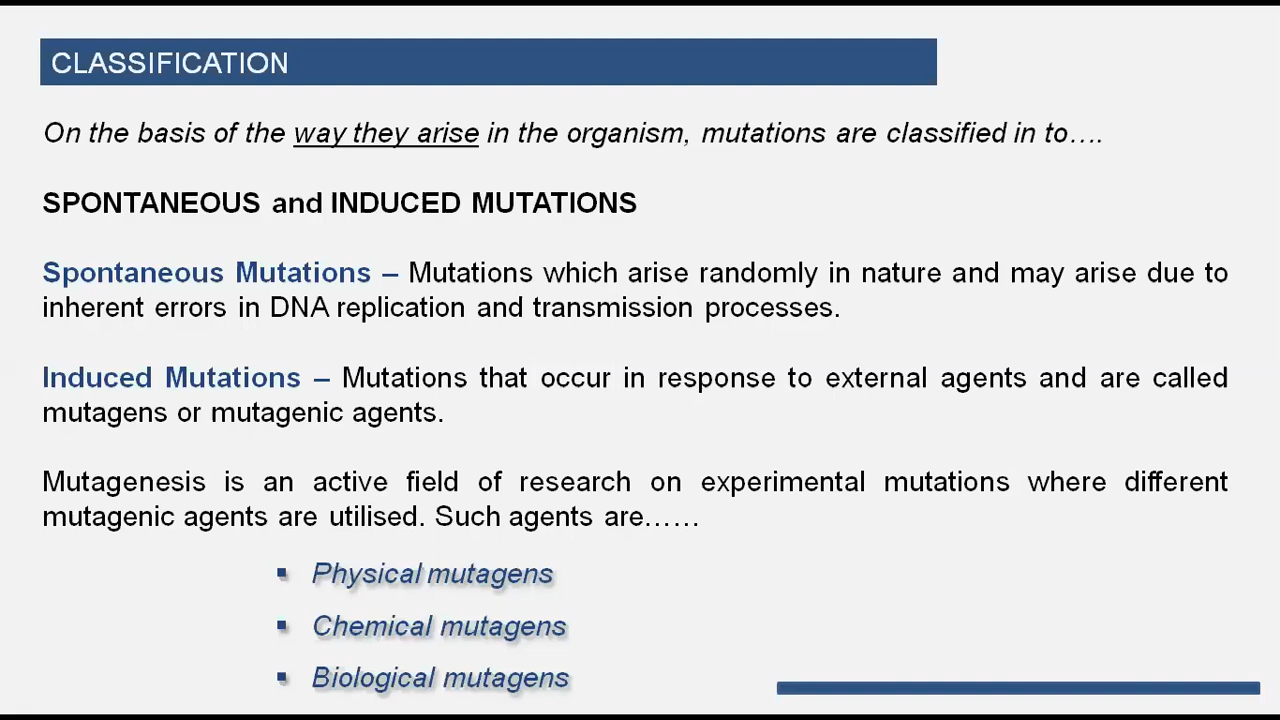 CLASSIFICATION
On the basis of the way they arise in the organism, mutations are classified in to….
SPONTANEOUS and INDUCED MUTATIONS
Spontaneous Mutations – Mutations which arise randomly in nature and may arise due to
inherent errors in DNA replication and transmission processes.
Induced Mutations – Mutations that occur in response to external agents and are called
mutagens or mutagenic agents.
Mutagenesis is an active field of research on experimental mutations where different
mutagenic agents are utilised. Such agents are……
▪ Physical mutagens
▪ Chemical mutagens
▪ Biological mutagens